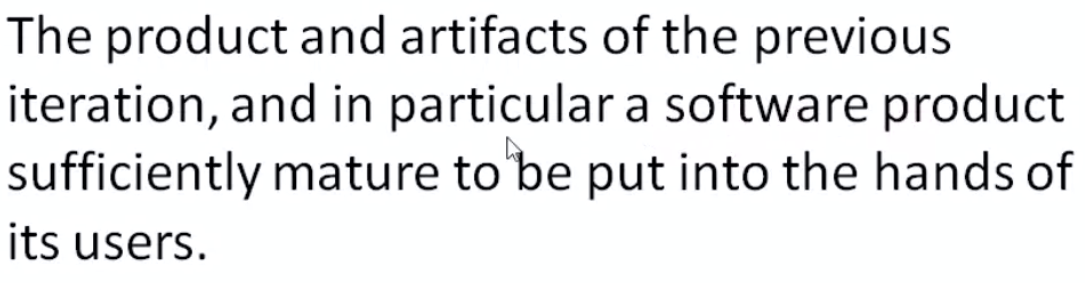 The product and artifacts of the previous
iteration, and in particular a software product
sufficiently mature to be put into the hands of
its users.